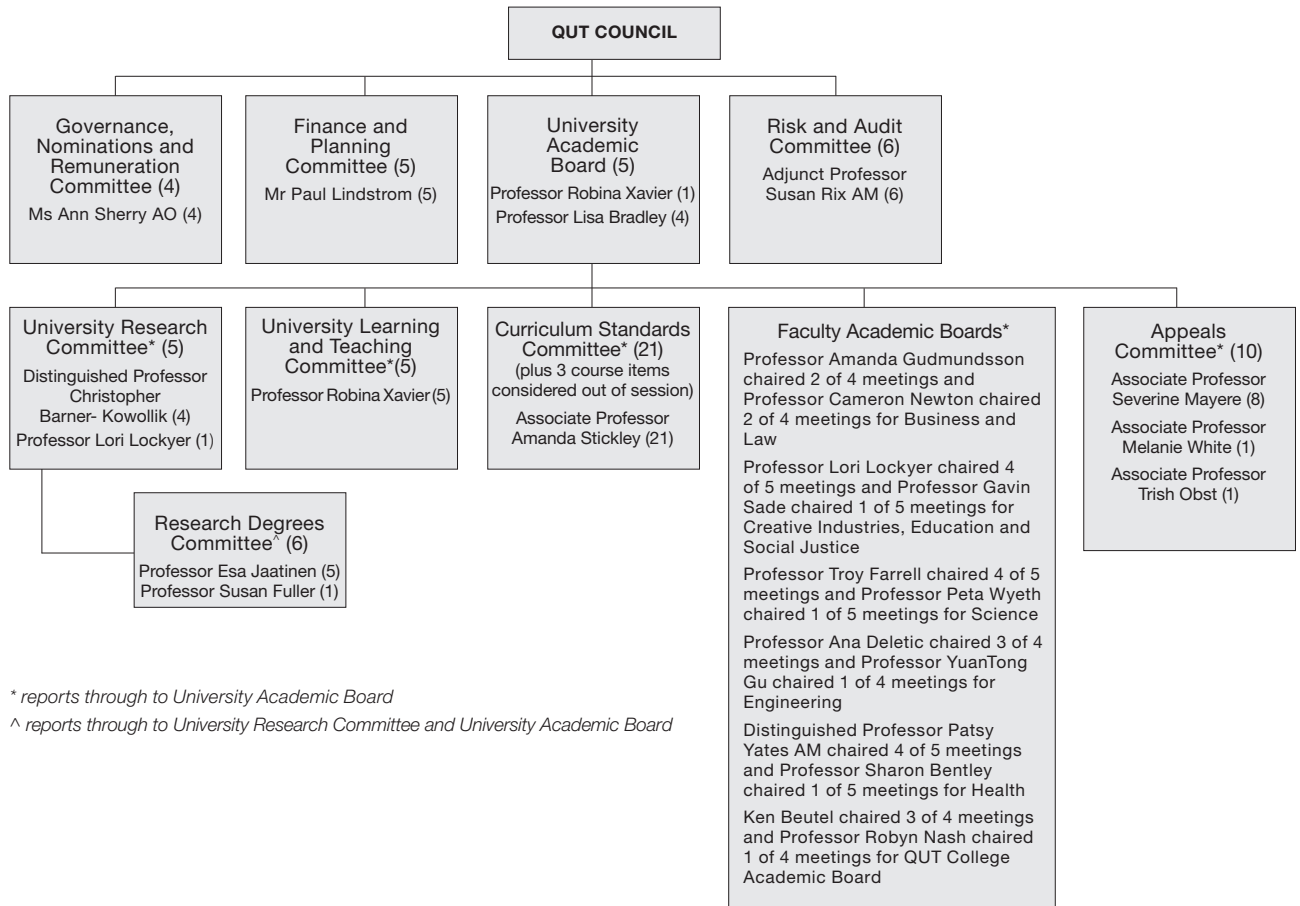 QUT COUNCIL
Governance,
Nominations and
Remuneration
Committee (4)
Ms Ann Sherry AO (4)
Finance and
Planning
Committee (5)
Mr Paul Lindstrom (5)
University
Academic
Board (5)
Professor Robina Xavier (1)
Professor Lisa Bradley (4)
Risk and Audit
Committee (6)
Adjunct Professor
Susan Rix AM (6)
University Research
Committee* (5)
Distinguished Professor
Christopher
Barner- Kowollik (4)
Professor Lori Lockyer (1)
University Learning
and Teaching
Committee*(5)
Professor Robina Xavier (5)
Curriculum Standards
Committee* (21)
(plus 3 course items
considered out of session)
Associate Professor
Amanda Stickley (21)
Faculty Academic Boards*
Professor Amanda Gudmundsson
chaired 2 of 4 meetings and
Professor Cameron Newton chaired
2 of 4 meetings for Business and
Law
Professor Lori Lockyer chaired 4
of 5 meetings and Professor Gavin
Sade chaired 1 of 5 meetings for
Creative Industries, Education and
Social Justice
Professor Troy Farrell chaired 4 of 5
meetings and Professor Peta Wyeth
chaired 1 of 5 meetings for Science
Professor Ana Deletic chaired 3 of 4
meetings and Professor YuanTong
Gu chaired 1 of 4 meetings for
Engineering
Distinguished Professor Patsy
Yates AM chaired 4 of 5 meetings
and Professor Sharon Bentley
chaired 1 of 5 meetings for Health
Ken Beutel chaired 3 of 4 meetings
and Professor Robyn Nash chaired
1 of 4 meetings for QUT College
Academic Board
Appeals
Committee* (10)
Associate Professor
Severine Mayere (8)
Associate Professor
Melanie White (1)
Associate Professor
Trish Obst (1)
Research Degrees
Committee^ (6)
Professor Esa Jaatinen (5)
Professor Susan Fuller (1)
* reports through to University Academic Board
^ reports through to University Research Committee and University Academic Board